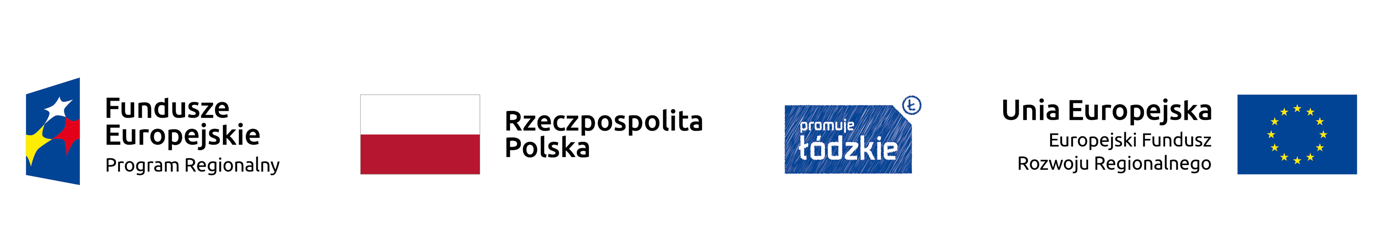 Fundusze
Europejskie
Program Regionalny
Rzeczpospolita
Polska
promuje
łódzkie
Ł
Unia Europejska
Europejski Fundusz
Rozwoju Regionalnego